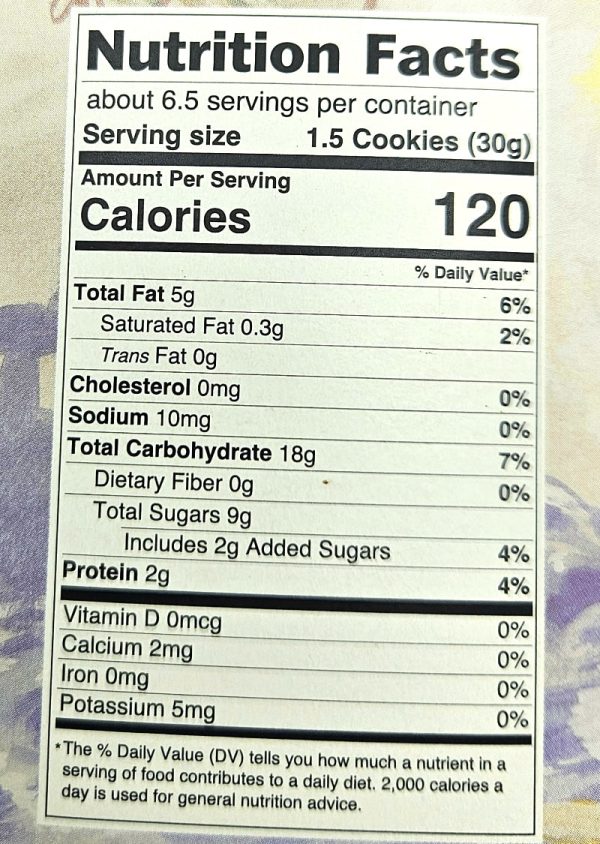 Nutrition Facts
about 6.5 servings per container
Serving size 1.5 Cookies (30g)
Amount Per Serving
Calories 120
% Daily Value*
Total Fat 5g 6%
Saturated Fat 0.3g 2%
Trans Fat 0g
Cholesterol 0mg 0%
Sodium 10mg 0%
Total Carbohydrate 18g 7%
Dietary Fiber 0g 0%
Total Sugars 9g
Includes 2g Added Sugars 4%
Protein 2g 4%
Vitamin D 0mcg 0%
Calcium 2mg 0%
Iron 0mg 0%
Potassium 5mg 0%
*The % Daily Value (DV) tells you how much a nutrient in a
serving of food contributes to a daily diet. 2,000 calories a
day is used for general nutrition advice.